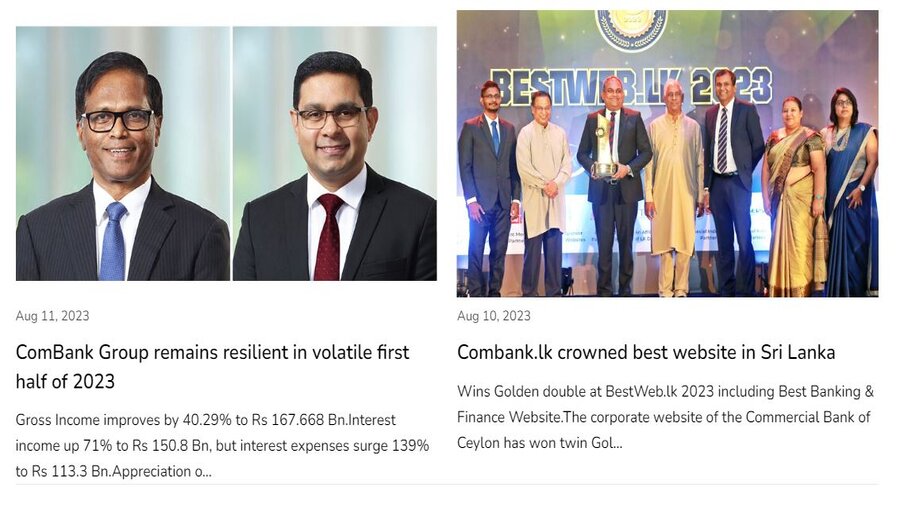 2023
BESTWEB.LK 2023
Aug 11, 2023
ComBank Group remains resilient in volatile first
half of 2023
Gross Income improves by 40.29% to Rs 167.668 Bn.Interest
income up 71% to Rs 150.8 Bn, but interest expenses surge 139%
to Rs 113.3 Bn.Appreciation o...
Aug 10, 2023
Combank.lk crowned best website in Sri Lanka
Wins Golden double at BestWeb.lk 2023 including Best Banking &
Finance Website.The corporate website of the Commercial Bank of
Ceylon has won twin Gol...